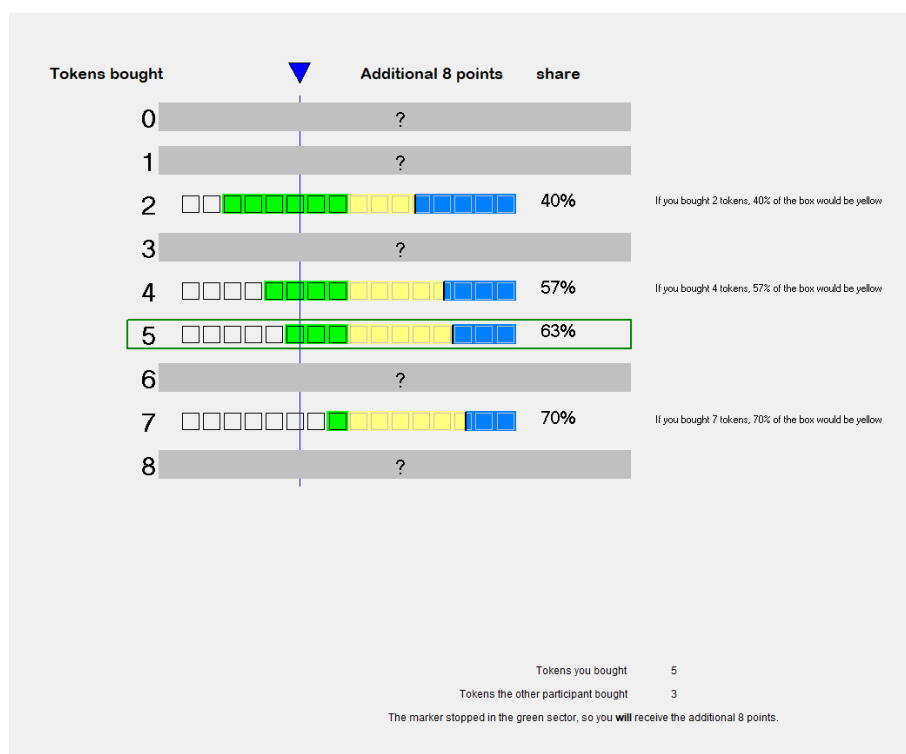 Tokens bought Additional 8 points share
0 ?
1 ?
2 40% If you bought 2 tokens, 40% of the box would be yellow
3 ?
4 57% If you bought 4 tokens, 57% of the box would be yellow
5 63%
6 ?
7 70% If you bought 7 tokens, 70% of the box would be yellow
8 ?
Tokens you bought 5
Tokens the other participant bought 3
The marker stopped in the green sector, so you will receive the additional 8 points.